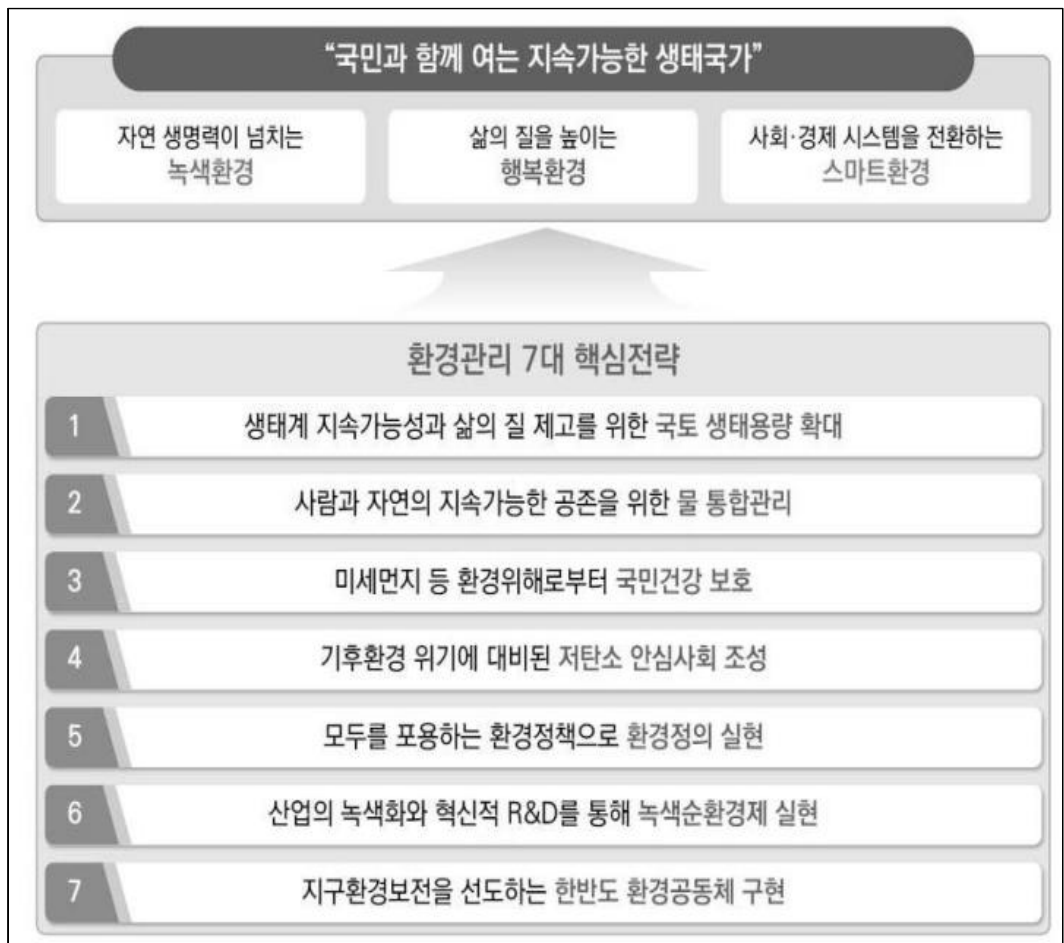 “국민과 함께 여는 지속가능한 생태국가”
자연 생명력이 넘치는
녹색환경
삶의 질을 높이는
행복환경
사회·경제 시스템을 전환하는
스마트환경
환경관리 7대 핵심전략
1 생태계 지속가능성과 삶의 질 제고를 위한 국토 생태용량 확대
2 사람과 자연의 지속가능한 공존을 위한 물 통합관리
3 미세먼지 등 환경위해로부터 국민건강 보호
4 기후환경 위기에 대비된 저탄소 안심사회 조성
5 모두를 포용하는 환경정책으로 환경정의 실현
6 산업의 녹색화와 혁신적 R&D를 통해 녹색순환경제 실현
7 지구환경보전을 선도하는 한반도 환경공동체 구현